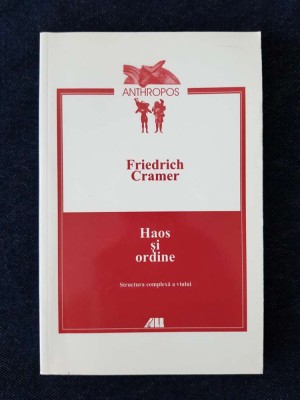 ANTHROPOS
Friedrich
Cramer
Haos
și
ordine
Structura complexă a viului
ALL